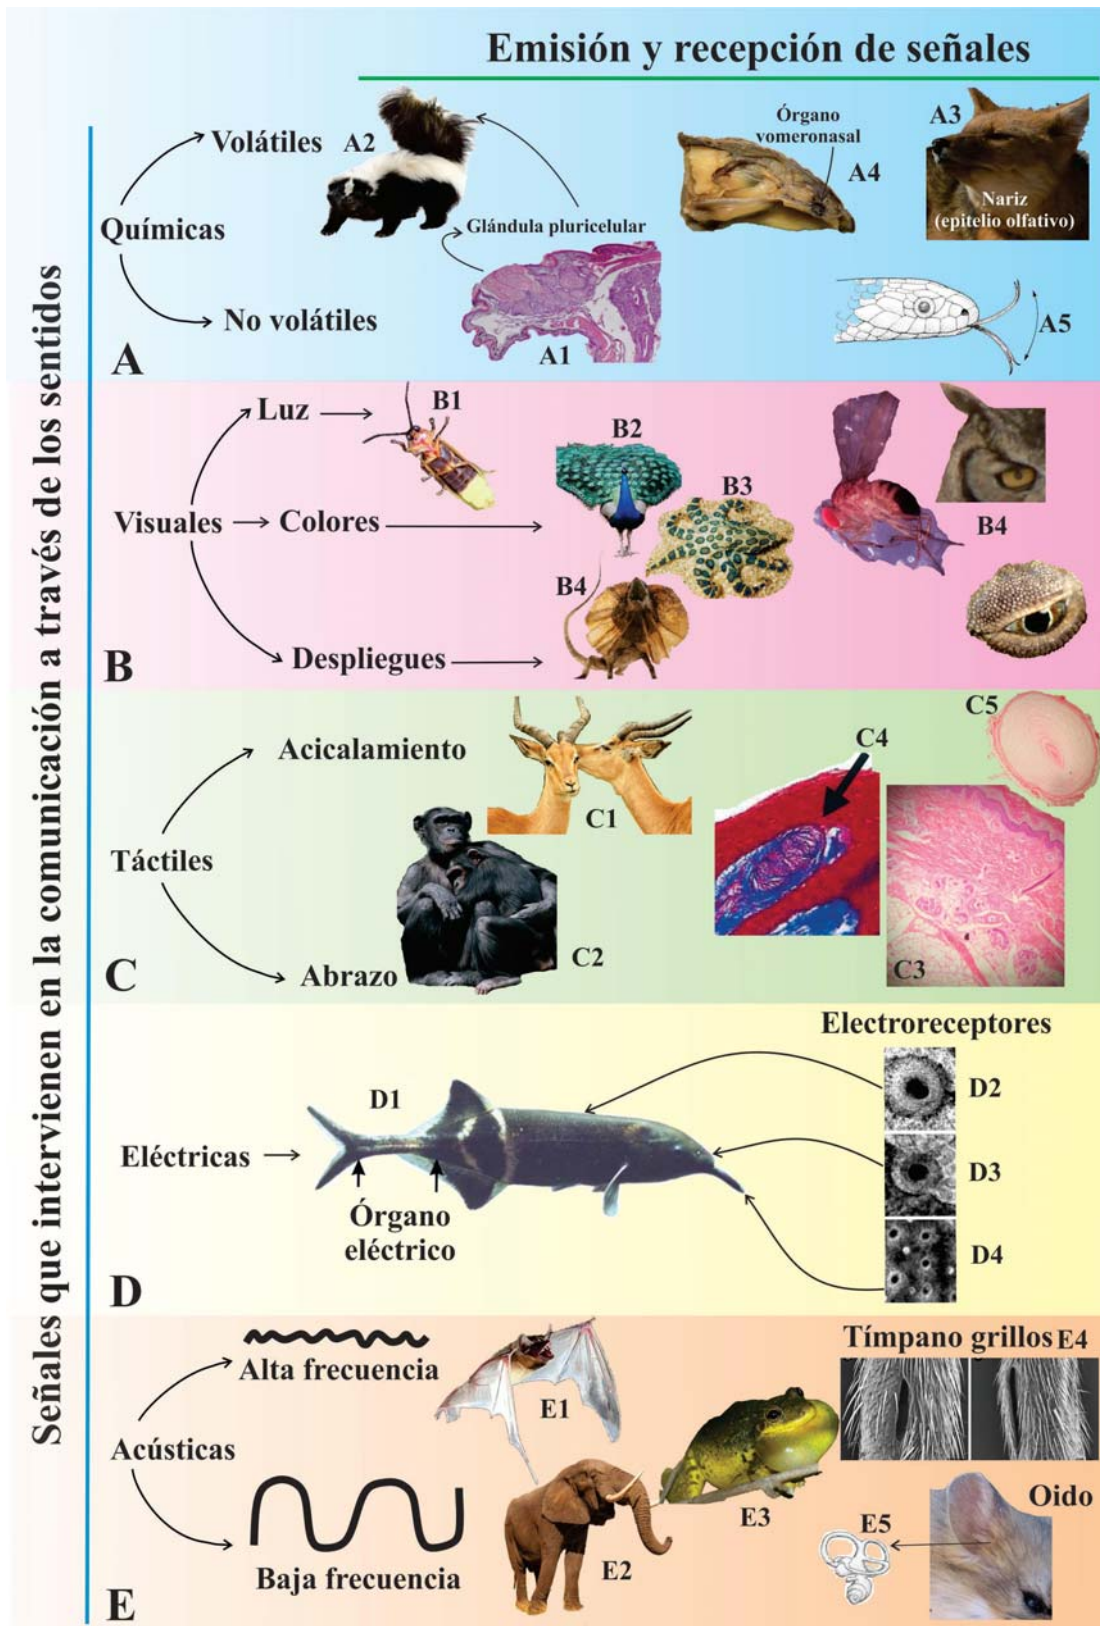 Emisión y recepción de señales
Señales que intervienen en la comunicación a través de los sentidos
Volátiles
A2
Órgano
vomeronasal
A4
A3
Nariz
(epitelio olfativo)
Químicas
Glándula pluricelular
No volátiles
A1
A5
A
Luz
B1
B2
B3
Visuales
Colores
B4
B4
Despliegues
B
Acicalamiento
C1
C4
C5
Táctiles
C3
Abrazo
C2
C
Electroreceptores
D1
D2
Eléctricas
D3
Órgano
eléctrico
D4
D
Alta frecuencia
E1
Tímpano grillos E4
Acústicas
E3
Oido
E5
Baja frecuencia
E2
E